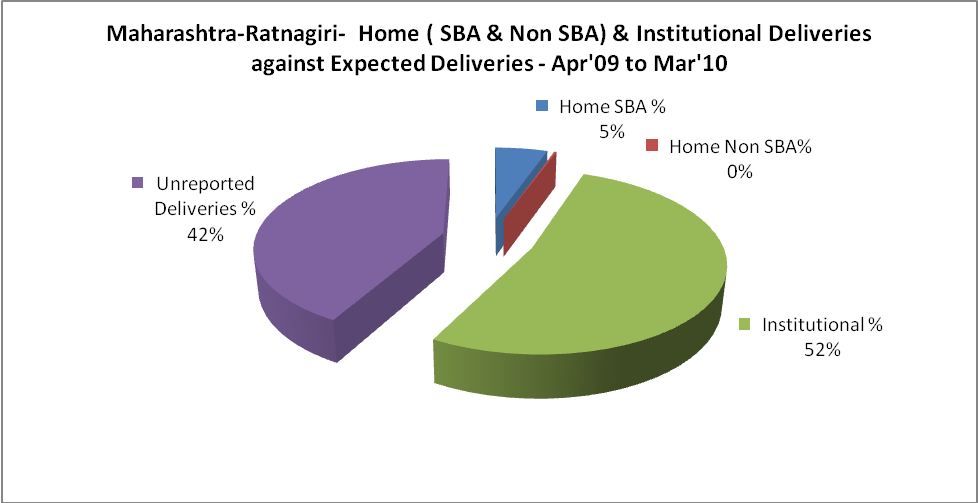 Maharashtra-Ratnagiri- Home ( SBA & Non SBA) & Institutional Deliveries
against Expected Deliveries - Apr'09 to Mar'10
Home SBA %
5%
Home Non SBA%
0%
Unreported
Deliveries %
42%
Institutional %
52%